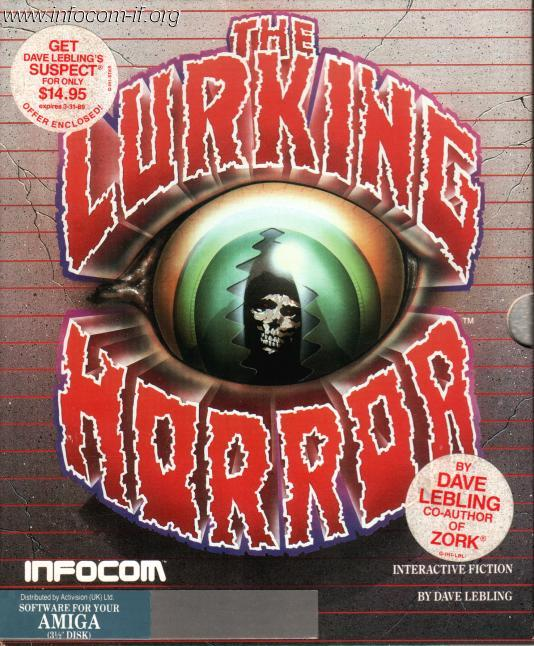 www.infocom-if.org
GET
DAVE LEBLING'S
SUSPECT®
FOR ONLY
$14.95
expires 3-31-89
OFFER ENCLOSED!
THE
LURKING
HORROR
TM
BY
DAVE
LEBLING
CO-AUTHOR
OF
ZORK®
INFOCOM
INTERACTIVE FICTION
BY DAVE LEBLING
Distributed by Activision (UK) Ltd.
SOFTWARE FOR YOUR
AMIGA
(3½" DISK)